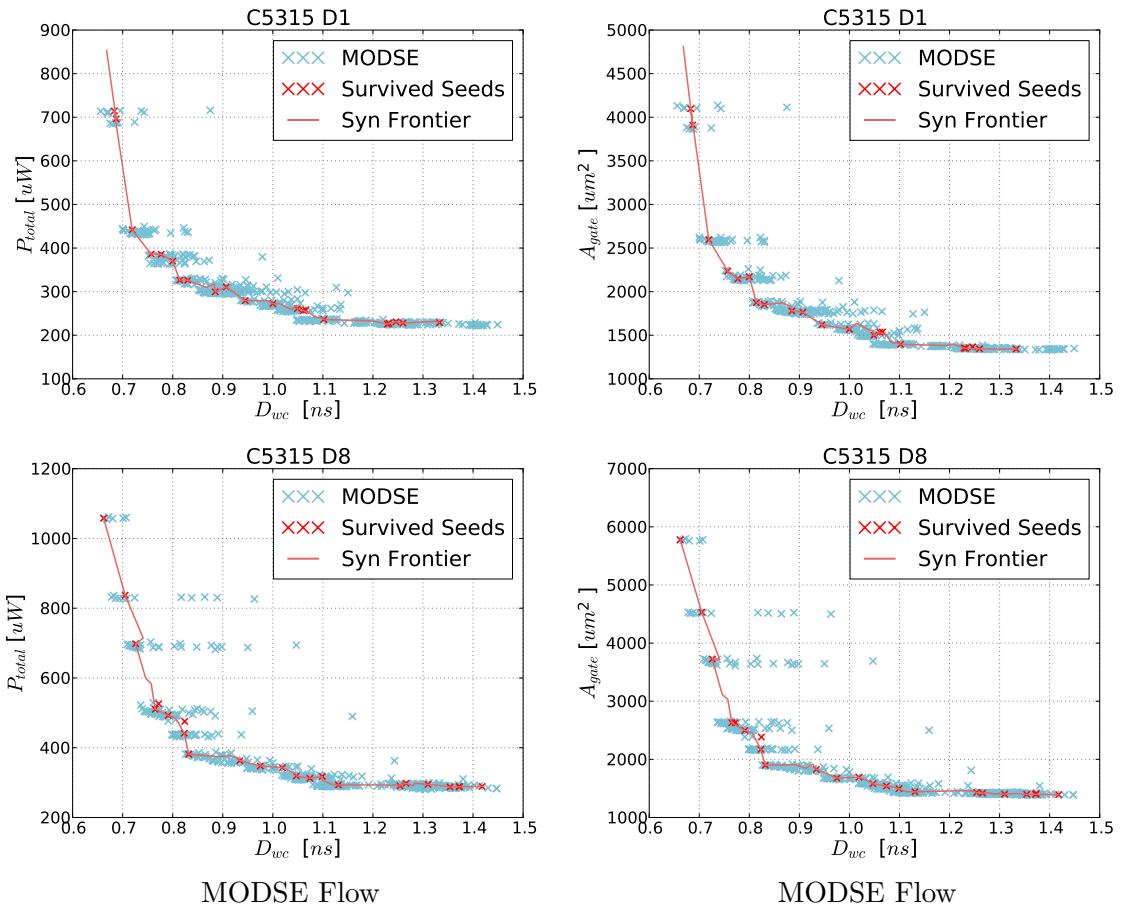 C5315 D1
900
800
700
600
500
400
300
200
100
P_total [uW]
MODSE
Survived Seeds
Syn Frontier
0.6 0.7 0.8 0.9 1.0 1.1 1.2 1.3 1.4 1.5
D_wc [ns]
C5315 D1
5000
4500
4000
3500
3000
2500
2000
1500
1000
A_gate [um²]
MODSE
Survived Seeds
Syn Frontier
0.6 0.7 0.8 0.9 1.0 1.1 1.2 1.3 1.4 1.5
D_wc [ns]
C5315 D8
1200
1000
800
600
400
200
P_total [uW]
MODSE
Survived Seeds
Syn Frontier
0.6 0.7 0.8 0.9 1.0 1.1 1.2 1.3 1.4 1.5
D_wc [ns]
MODSE Flow
C5315 D8
7000
6000
5000
4000
3000
2000
1000
A_gate [um²]
MODSE
Survived Seeds
Syn Frontier
0.6 0.7 0.8 0.9 1.0 1.1 1.2 1.3 1.4 1.5
D_wc [ns]
MODSE Flow